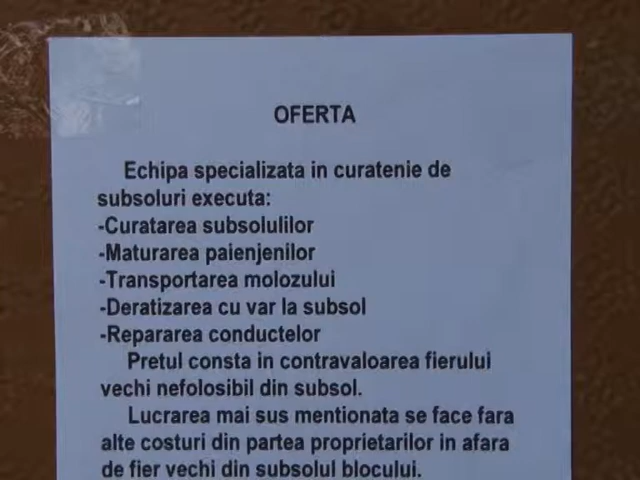 OFERTA
Echipa specializata in curatenie de
subsoluri executa:
-Curatarea subsolulilor
-Maturarea paienjenilor
-Transportarea molozului
-Deratizarea cu var la subsol
-Repararea conductelor
Pretul consta in contravaloarea fierului
vechi nefolosibil din subsol.
Lucrarea mai sus mentionata se face fara
alte costuri din partea proprietarilor in afara
de fier vechi din subsolul blocului.